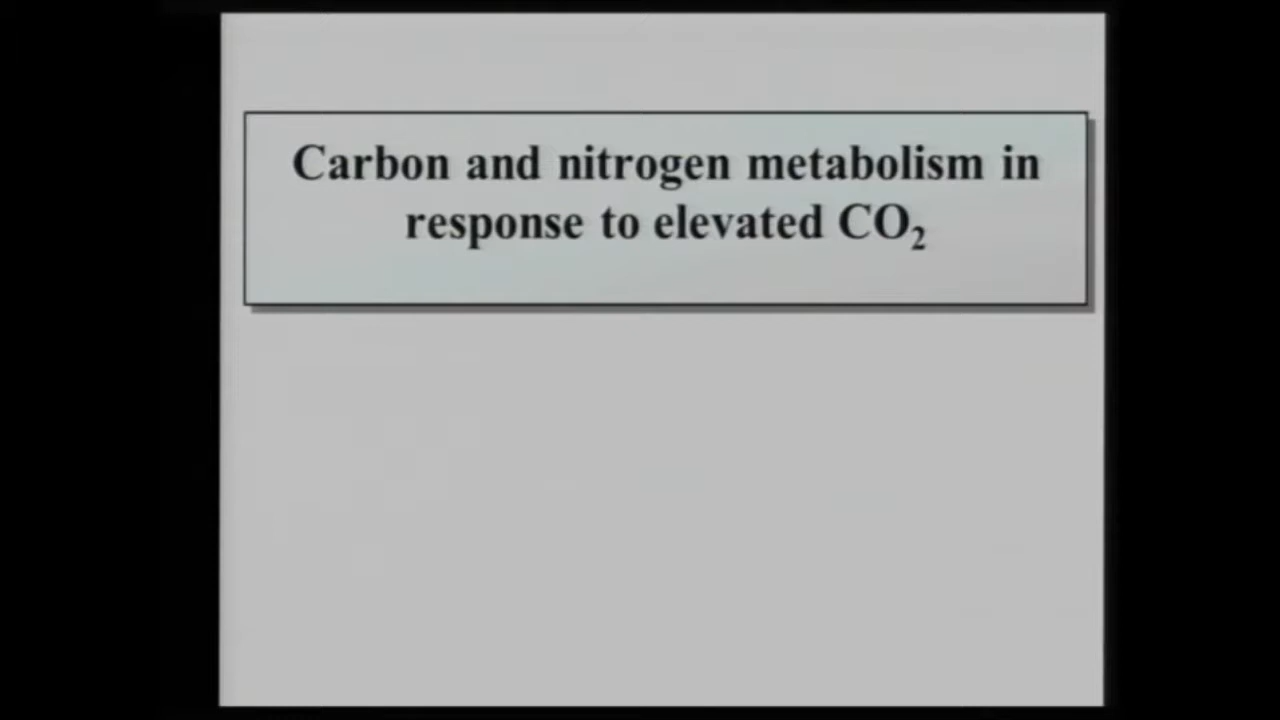 Carbon and nitrogen metabolism in
response to elevated CO₂